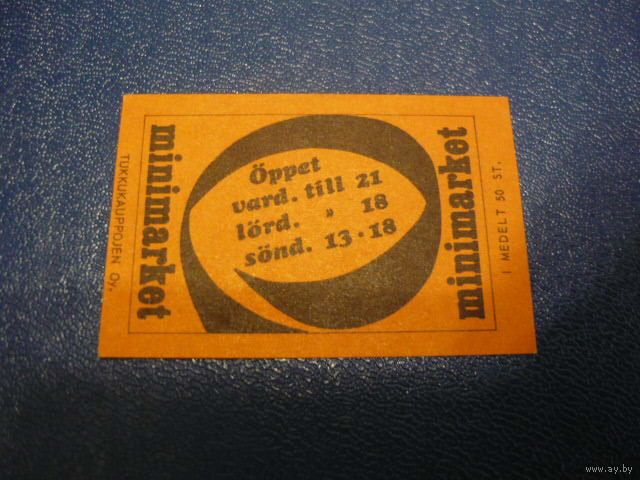 TUKKUKAUPPOJEN Oy.
minimarket
Öppet
vard. till 21
lörd. » 18
sönd. 13·18
minimarket
I MEDELT 50 ST.
www.ay.by